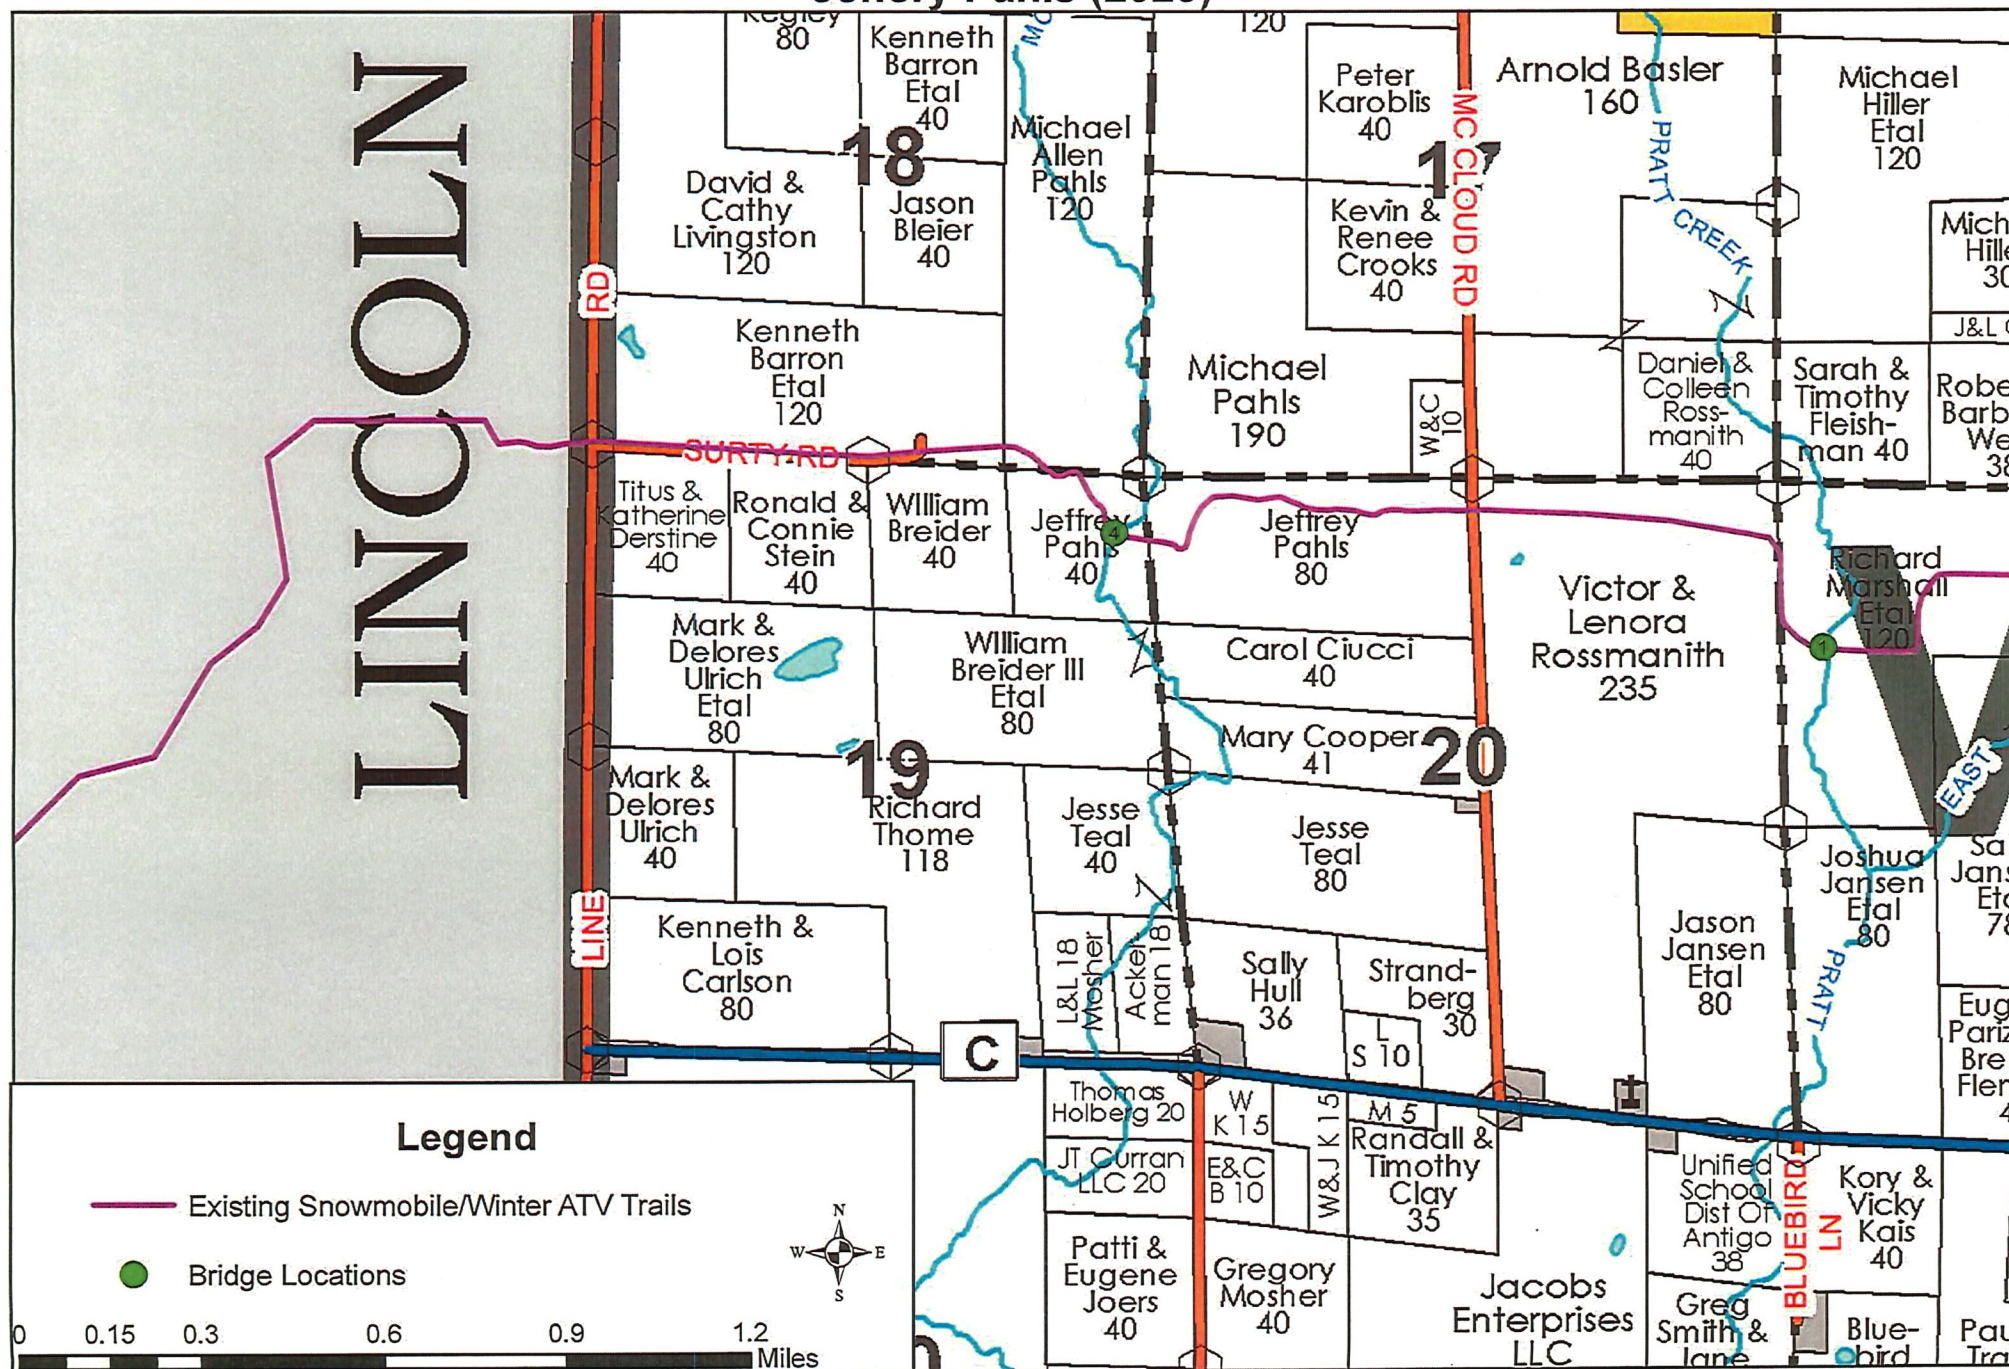 LINCOLN
80
Kenneth
Barron
Etal
40
18
David &
Cathy
Livingston
120
Jason
Bleier
40
Michael
Allen
Pahls
120
120
Peter
Karoblis
40
MC CLOUD RD
Arnold Basler
160
PRATT CREEK
Michael
Hiller
Etal
120
Kevin &
Renee
Crooks
40
RD
Kenneth
Barron
Etal
120
Michael
Pahls
190
W&C
10
Daniel &
Colleen
Ross-
manith
40
Sarah &
Timothy
Fleish-
man 40
SURTY RD
Titus &
Katherine
Derstine
40
Ronald &
Connie
Stein
40
WIlliam
Breider
40
Jeffrey
Pahls
40
4
Jeffrey
Pahls
80
Victor &
Lenora
Rossmanith
235
Richard
Marshall
Etal
120
1
Mark &
Delores
Ulrich
Etal
80
WIlliam
Breider III
Etal
80
Carol Ciucci
40
Mary Cooper
41
20
19
EAST
Mark &
Delores
Ulrich
40
Richard
Thome
118
Jesse
Teal
40
Jesse
Teal
80
Joshua
Jansen
Etal
80
Jason
Jansen
Etal
80
LINE
Kenneth &
Lois
Carlson
80
L&L 18
Mosher
Acker-
man 18
Sally
Hull
36
Strand-
berg
30
L
S 10
PRATT
C
Thomas
Holberg 20
W
K 15
W&J K 15
M 5
Randall &
Timothy
Clay
35
JT Curran
LLC 20
E&C
B 10
Unified
School
Dist Of
Antigo
38
BLUEBIRD
LN
Kory &
Vicky
Kais
40
Patti &
Eugene
Joers
40
Gregory
Mosher
40
Jacobs
Enterprises
LLC
Greg
Smith &
Jane
Blue-
bird
Legend
Existing Snowmobile/Winter ATV Trails
Bridge Locations
N
W E
S
0 0.15 0.3 0.6 0.9 1.2
Miles